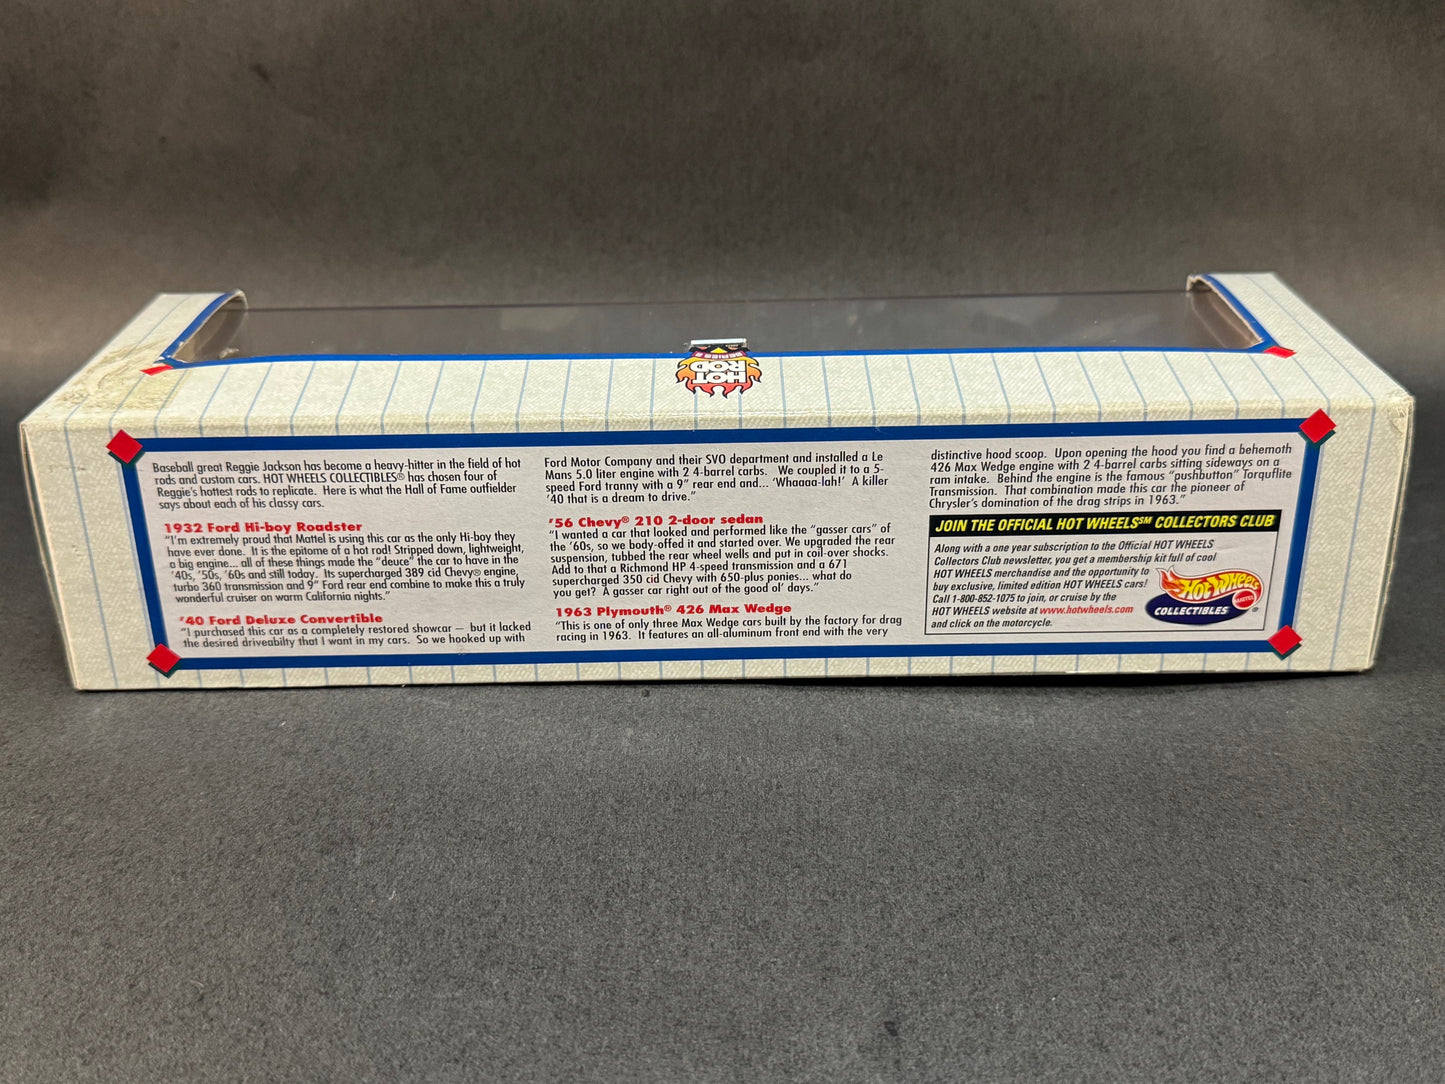 HOT
ROD
SERIES 2
Baseball great Reggie Jackson has become a heavy-hitter in the field of hot
rods and custom cars. HOT WHEELS COLLECTIBLES® has chosen four of
Reggie's hottest rods to replicate. Here is what the Hall of Fame outfielder
says about each of his classy cars.
1932 Ford Hi-boy Roadster
"I'm extremely proud that Mattel is using this car as the only Hi-boy they
have ever done. It is the epitome of a hot rod! Stripped down, lightweight,
a big engine... all of these things made the "deuce" the car to have in the
'40s, '50s, '60s and still today. Its supercharged 389 cid Chevy® engine,
turbo 360 transmission and 9" Ford rear end combine to make this a truly
wonderful cruiser on warm California nights."
'40 Ford Deluxe Convertible
"I purchased this car as a completely restored showcar — but it lacked
the desired driveabilty that I want in my cars. So we hooked up with
Ford Motor Company and their SVO department and installed a Le
Mans 5.0 liter engine with 2 4-barrel carbs. We coupled it to a 5-
speed Ford tranny with a 9" rear end and... 'Whaaaa-lah!' A killer
'40 that is a dream to drive."
'56 Chevy® 210 2-door sedan
"I wanted a car that looked and performed like the "gasser cars" of
the '60s, so we body-offed it and started over. We upgraded the rear
suspension, tubbed the rear wheel wells and put in coil-over shocks.
Add to that a Richmond HP 4-speed transmission and a 671
supercharged 350 cid Chevy with 650-plus ponies... what do
you get? A gasser car right out of the good ol' days."
1963 Plymouth® 426 Max Wedge
"This is one of only three Max Wedge cars built by the factory for drag
racing in 1963. It features an all-aluminum front end with the very
distinctive hood scoop. Upon opening the hood you find a behemoth
426 Max Wedge engine with 2 4-barrel carbs sitting sideways on a
ram intake. Behind the engine is the famous "pushbutton" Torquflite
Transmission. That combination made this car the pioneer of
Chrysler's domination of the drag strips in 1963."
JOIN THE OFFICIAL HOT WHEELS℠ COLLECTORS CLUB
Along with a one year subscription to the Official HOT WHEELS
Collectors Club newsletter, you get a membership kit full of cool
HOT WHEELS merchandise and the opportunity to
buy exclusive, limited edition HOT WHEELS cars!
Call 1-800-852-1075 to join, or cruise by the
HOT WHEELS website at www.hotwheels.com
and click on the motorcycle.
Hot Wheels
MATTEL
COLLECTIBLES
®